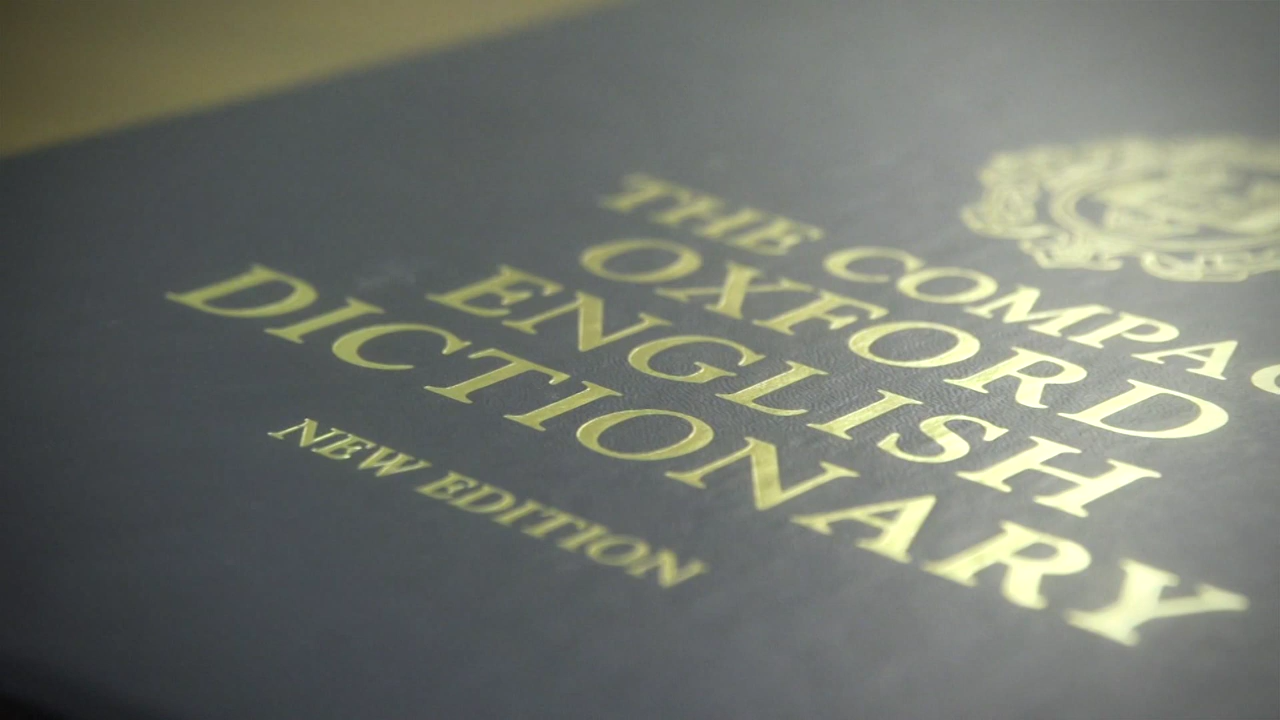 THE COMPAC
OXFORD
ENGLISH
DICTIONARY
NEW EDITION